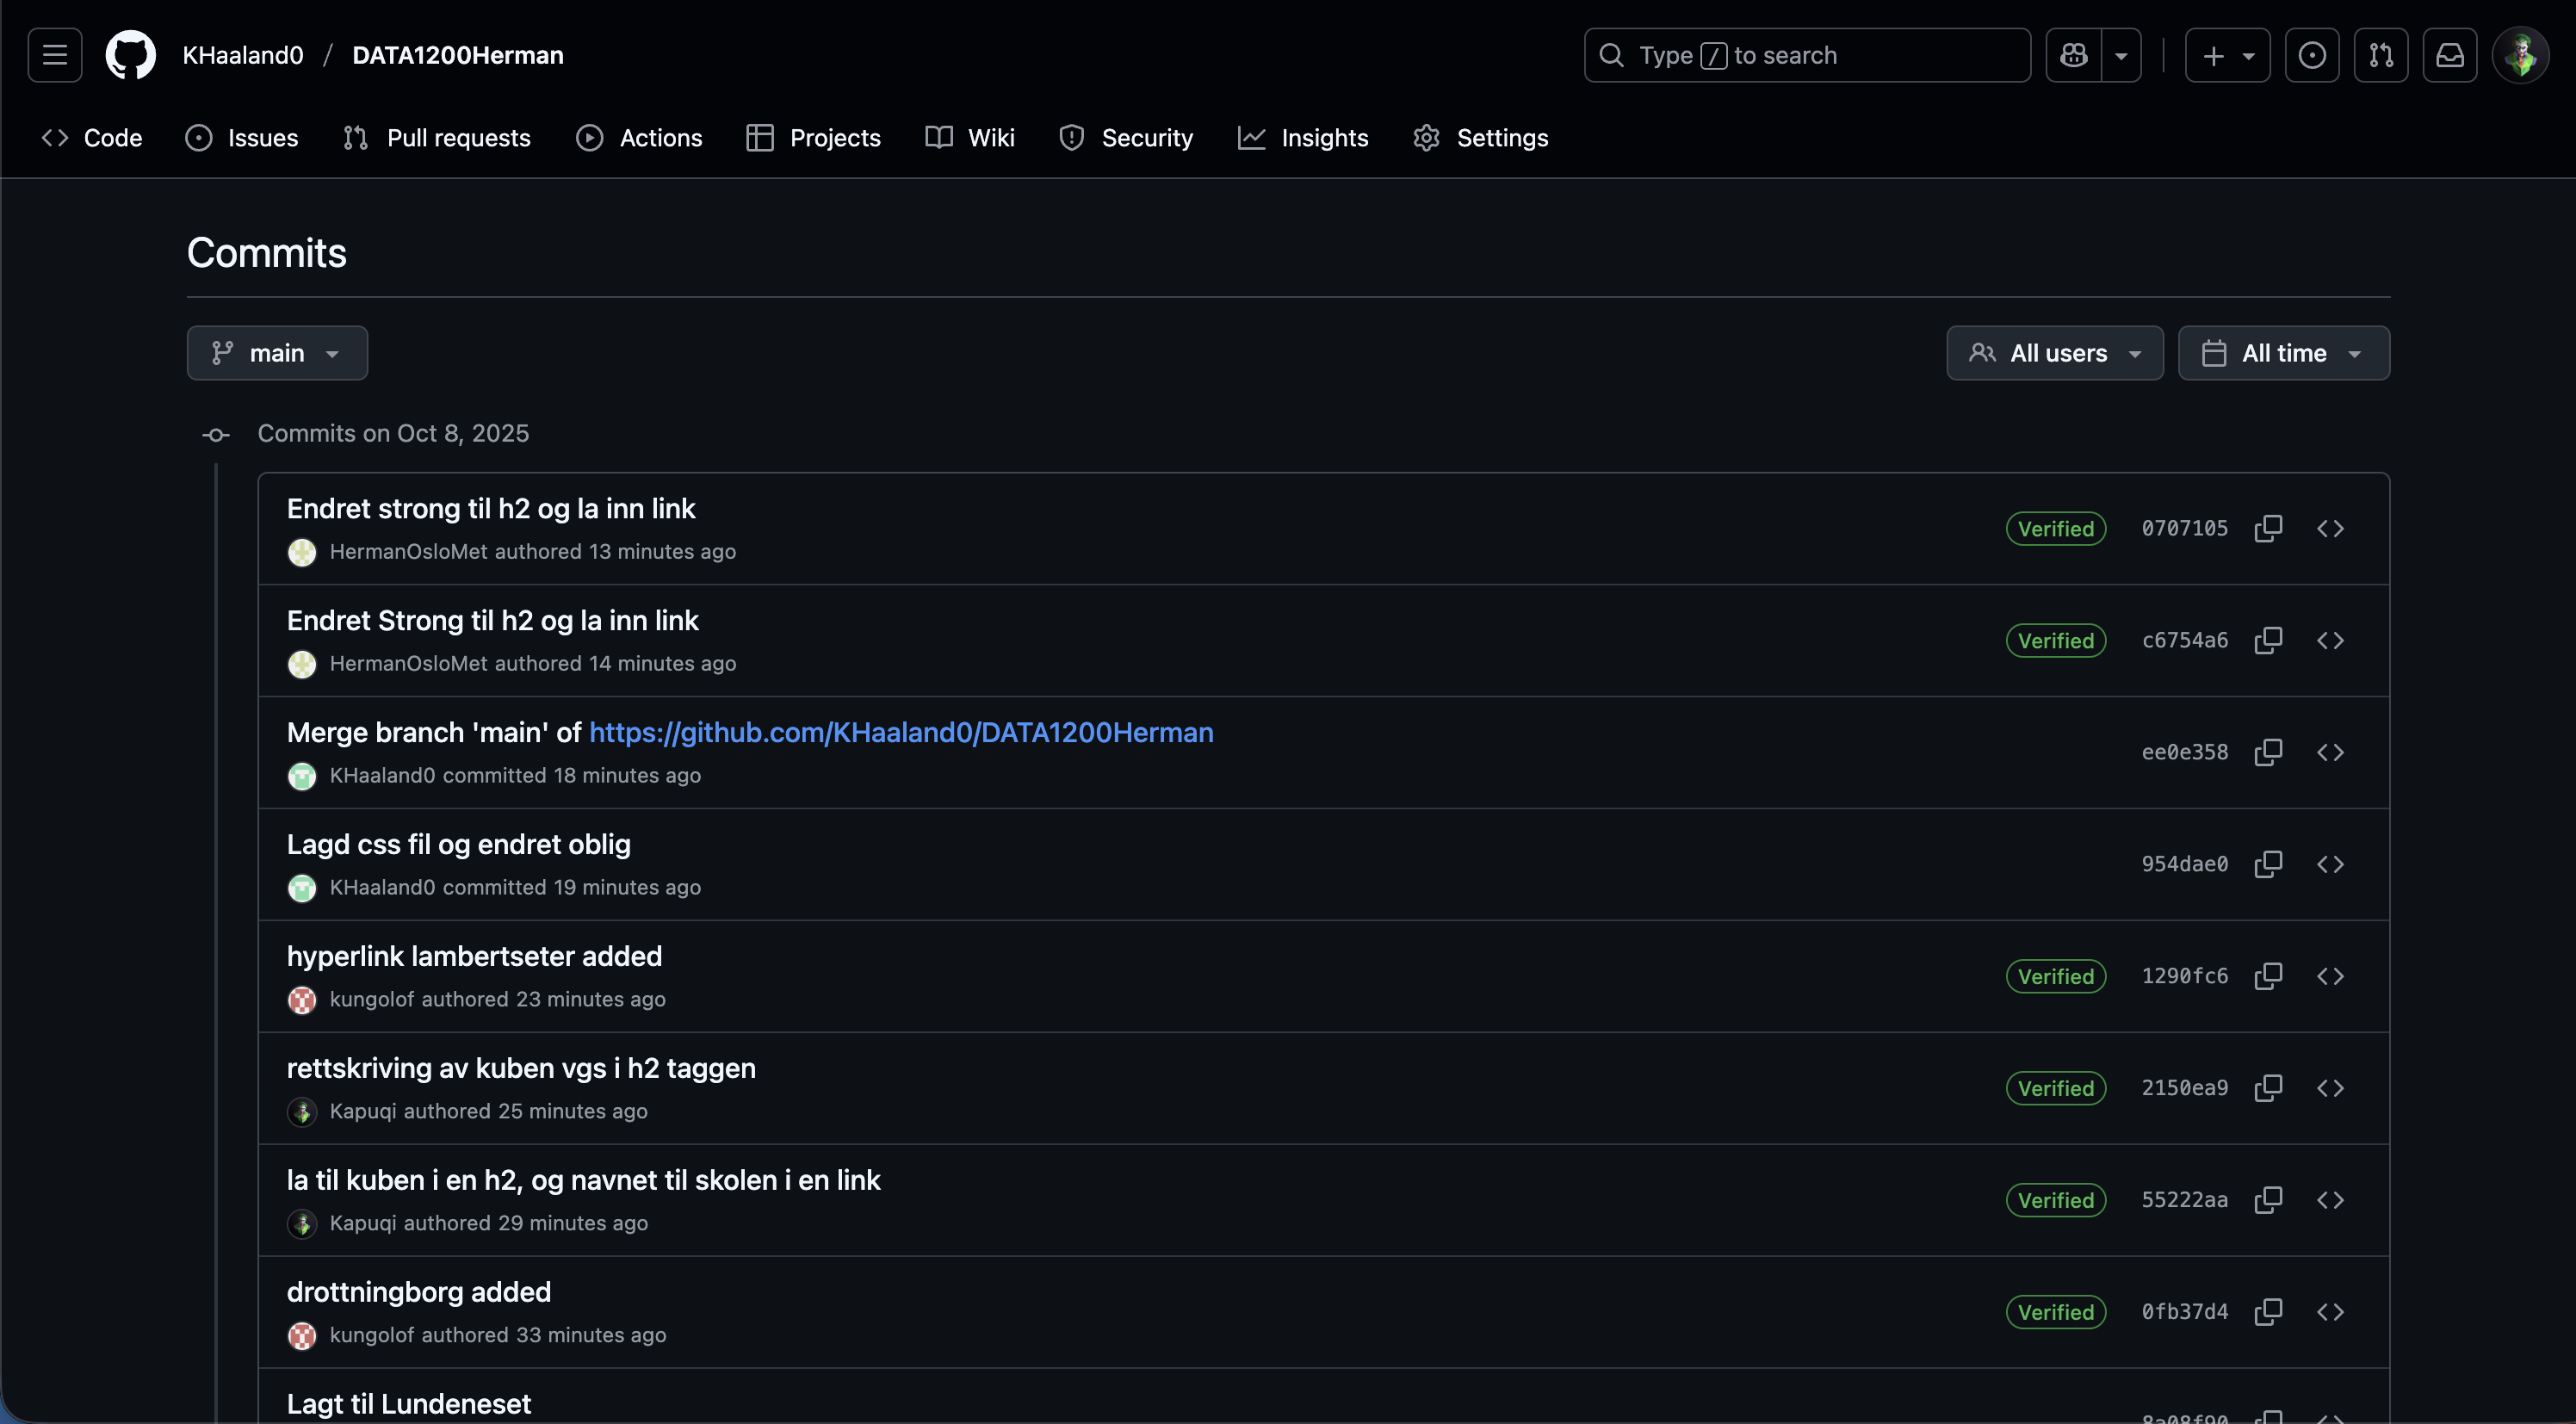 KHaaland0 / DATA1200Herman
Type / to search
Code Issues Pull requests Actions Projects Wiki Security Insights Settings
Commits
main
All users All time
Commits on Oct 8, 2025
Endret strong til h2 og la inn link
HermanOsloMet authored 13 minutes ago
Verified 0707105
Endret Strong til h2 og la inn link
HermanOsloMet authored 14 minutes ago
Verified c6754a6
Merge branch 'main' of https://github.com/KHaaland0/DATA1200Herman
KHaaland0 committed 18 minutes ago
ee0e358
Lagd css fil og endret oblig
KHaaland0 committed 19 minutes ago
954dae0
hyperlink lambertseter added
kungolof authored 23 minutes ago
Verified 1290fc6
rettskriving av kuben vgs i h2 taggen
Kapuqi authored 25 minutes ago
Verified 2150ea9
la til kuben i en h2, og navnet til skolen i en link
Kapuqi authored 29 minutes ago
Verified 55222aa
drottningborg added
kungolof authored 33 minutes ago
Verified 0fb37d4
Lagt til Lundeneset